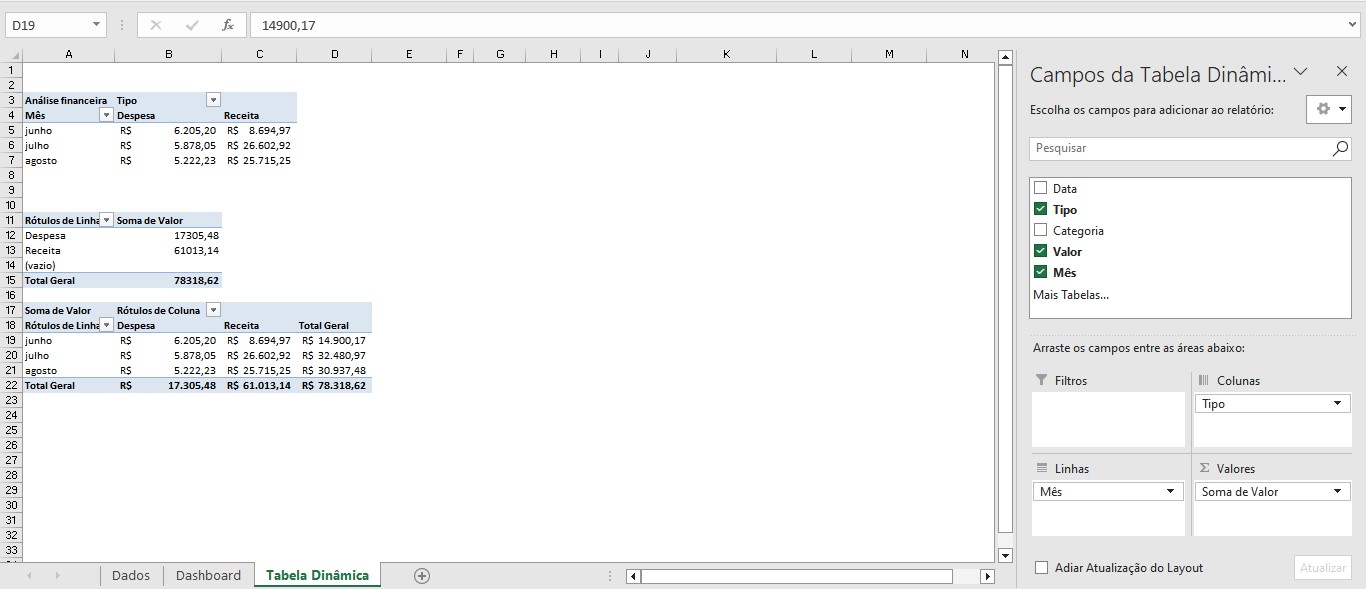 D19 fx 14900,17
A B C D E F G H I J K L M N
1
2
3 Análise financeira Tipo
4 Mês Despesa Receita
5 junho R$ 6.205,20 R$ 8.694,97
6 julho R$ 5.878,05 R$ 26.602,92
7 agosto R$ 5.222,23 R$ 25.715,25
8
9
10
11 Rótulos de Linha Soma de Valor
12 Despesa 17305,48
13 Receita 61013,14
14 (vazio)
15 Total Geral 78318,62
16
17 Soma de Valor Rótulos de Coluna
18 Rótulos de Linha Despesa Receita Total Geral
19 junho R$ 6.205,20 R$ 8.694,97 R$ 14.900,17
20 julho R$ 5.878,05 R$ 26.602,92 R$ 32.480,97
21 agosto R$ 5.222,23 R$ 25.715,25 R$ 30.937,48
22 Total Geral R$ 17.305,48 R$ 61.013,14 R$ 78.318,62
23
24
25
26
27
28
29
30
31
32
33
Dados Dashboard Tabela Dinâmica
Campos da Tabela Dinâmi...
Escolha os campos para adicionar ao relatório:
Pesquisar
Data
Tipo
Categoria
Valor
Mês
Mais Tabelas...
Arraste os campos entre as áreas abaixo:
Filtros
Colunas
Tipo
Linhas
Σ Valores
Mês
Soma de Valor
Adiar Atualização do Layout
Atualizar